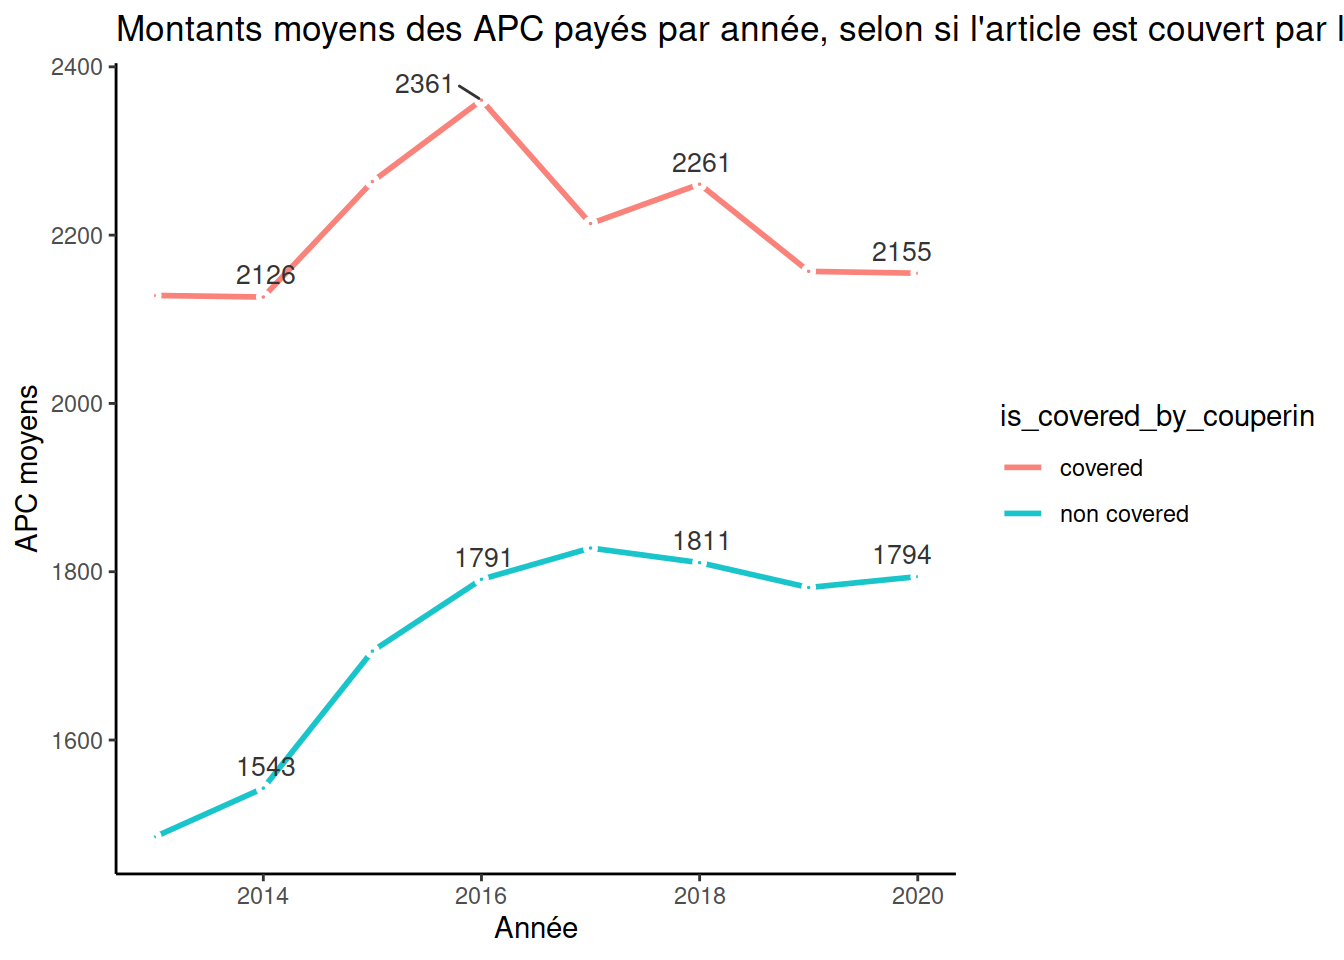 Montants moyens des APC payés par année, selon si l'article est couvert par l
2400
2200
2000
1800
1600
APC moyens
2361
2261
2126
2155
1791
1811
1794
1543
2014
2016
2018
2020
Année
is_covered_by_couperin
covered
non covered